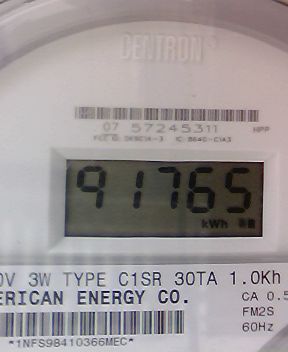 CENTRON
07 57245311 HPP
91765
kWh
0V 3W TYPE C1SR 30TA 1.0Kh
ERICAN ENERGY CO. CA 0.5
FM2S
60Hz
*1NFS98410366MEC*